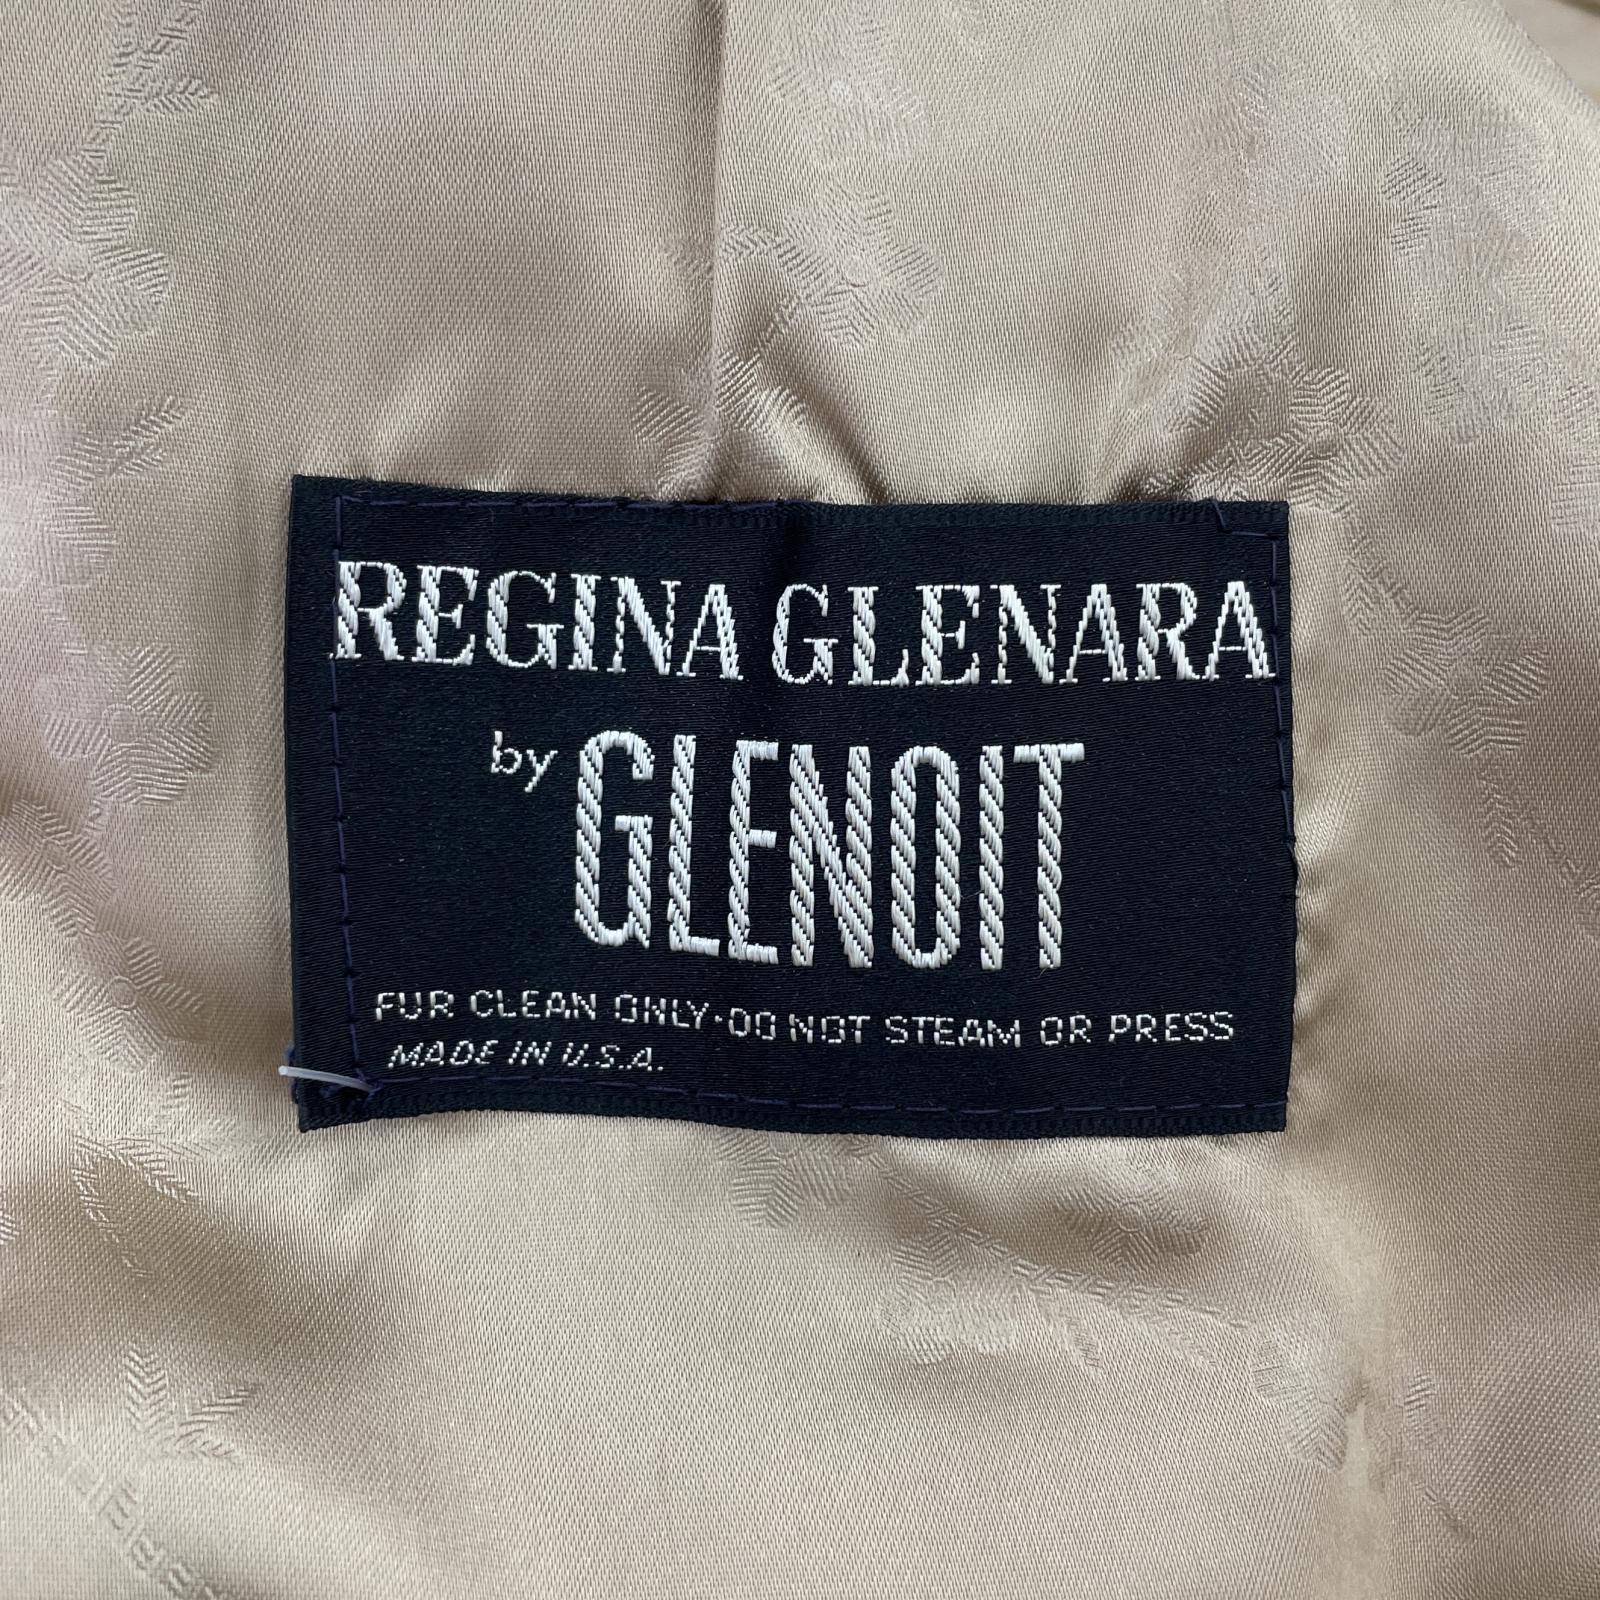 REGINA GLENARA
by GLENOIT
FUR CLEAN ONLY·DO NOT STEAM OR PRESS
MADE IN U.S.A.